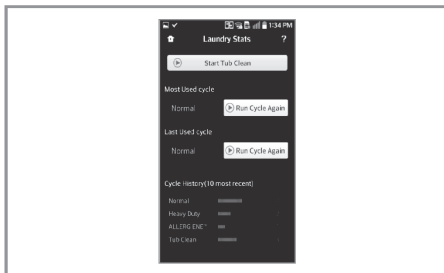 1:34 PM
Laundry Stats ?
Start Tub Clean
Most Used cycle
Normal Run Cycle Again
Last Used cycle
Normal Run Cycle Again
Cycle History(10 most recent)
Normal
Heavy Duty
ALLERGENE™
Tub Clean